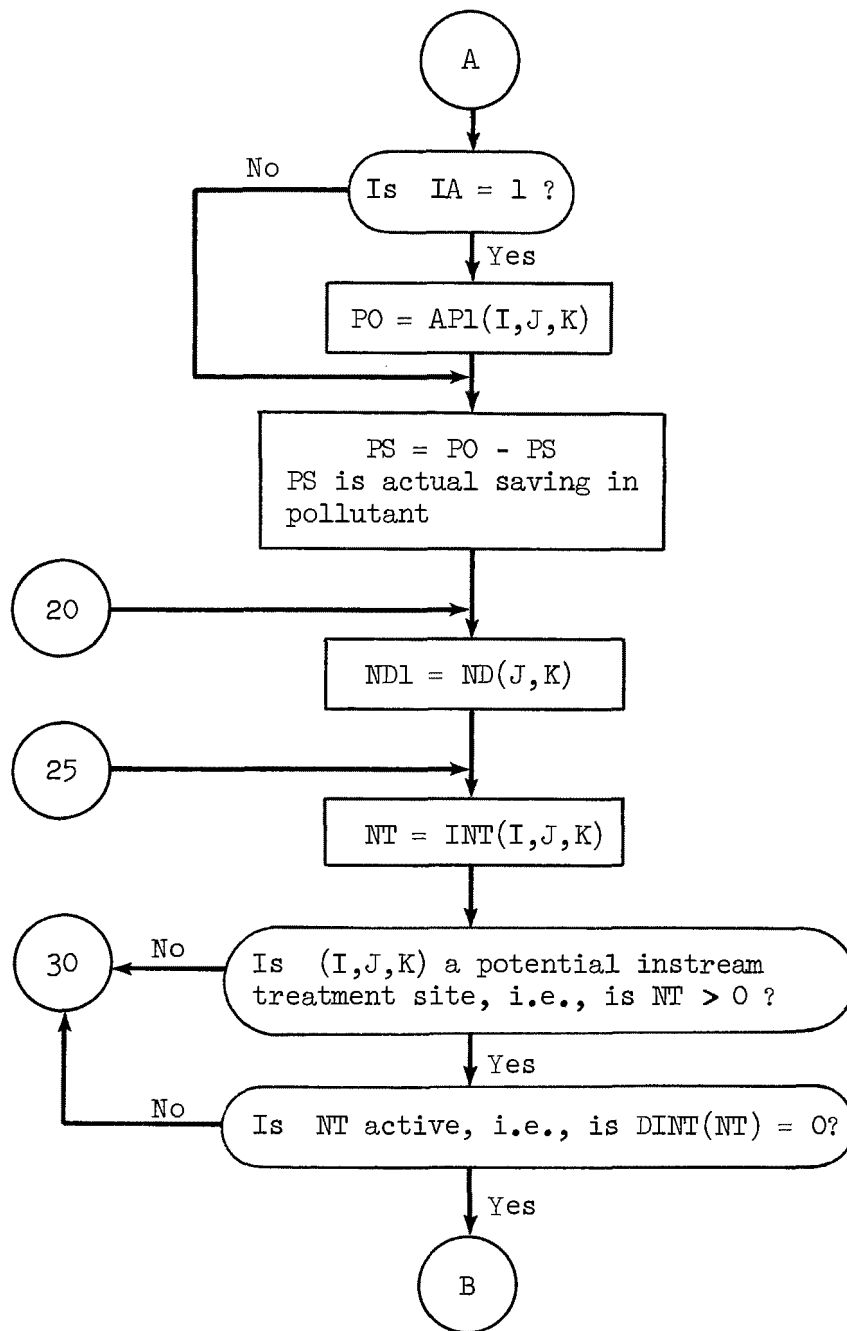 A
No
Is IA = 1 ?
Yes
PO = AP1(I,J,K)
PS = PO - PS
PS is actual saving in
pollutant
20
ND1 = ND(J,K)
25
NT = INT(I,J,K)
30
No
Is (I,J,K) a potential instream
treatment site, i.e., is NT > 0 ?
Yes
No
Is NT active, i.e., is DINT(NT) = 0?
Yes
B